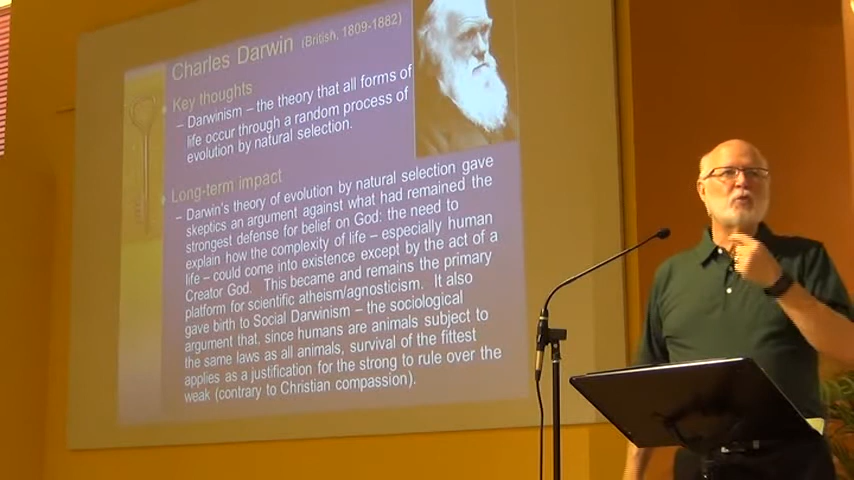 Charles Darwin (British, 1809-1882)
Key thoughts
– Darwinism – the theory that all forms of
life occur through a random process of
evolution by natural selection.
Long-term impact
– Darwin's theory of evolution by natural selection gave
skeptics an argument against what had remained the
strongest defense for belief on God: the need to
explain how the complexity of life – especially human
life – could come into existence except by the act of a
Creator God. This became and remains the primary
platform for scientific atheism/agnosticism. It also
gave birth to Social Darwinism – the sociological
argument that, since humans are animals subject to
the same laws as all animals, survival of the fittest
applies as a justification for the strong to rule over the
weak (contrary to Christian compassion).